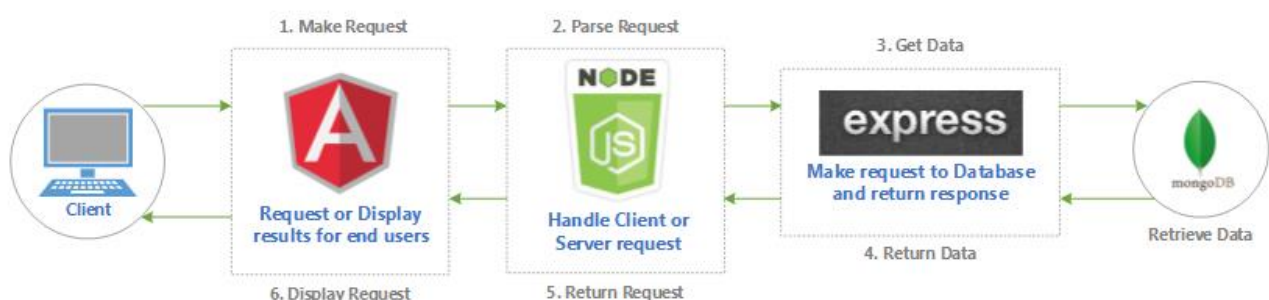 1. Make Request
2. Parse Request
3. Get Data
NODE
JS
express
mongoDB
Client
Request or Display
results for end users
Handle Client or
Server request
Make request to Database
and return response
Retrieve Data
4. Return Data
6. Display Request
5. Return Request